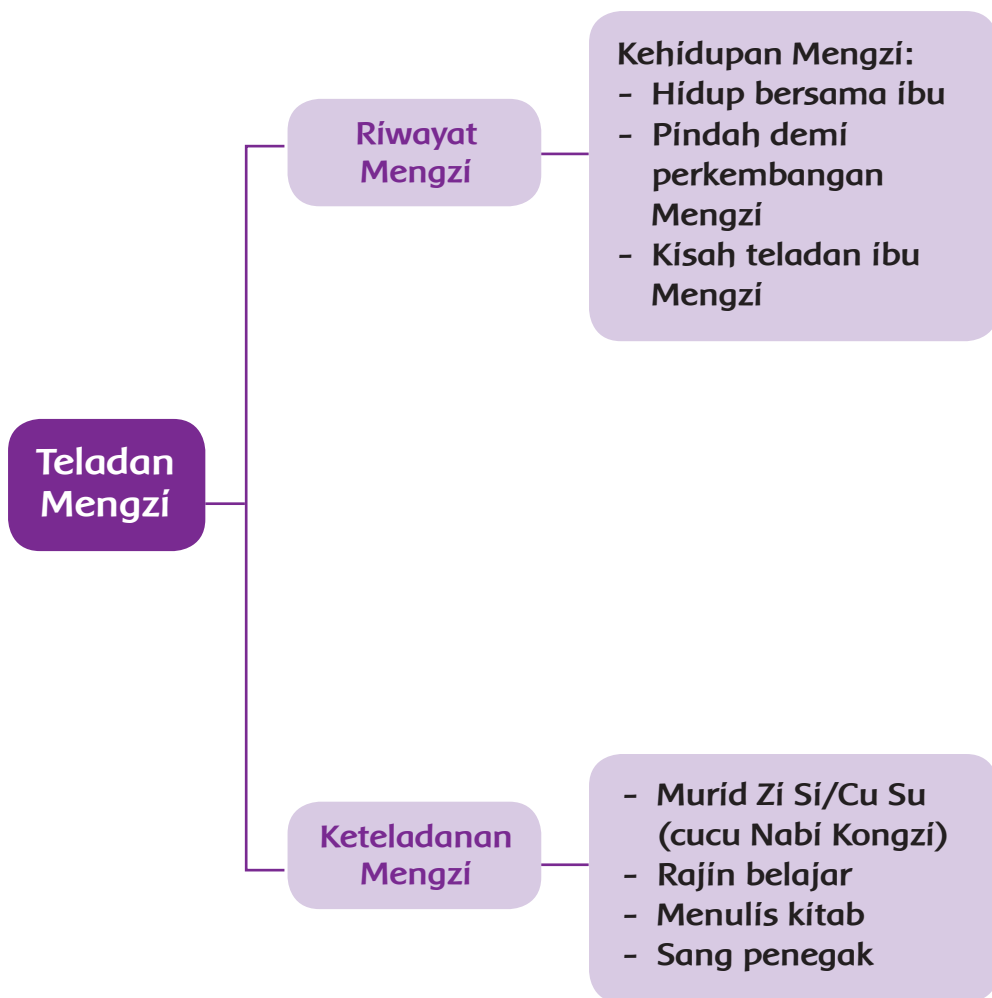 Teladan
Mengzi
Riwayat
Mengzi
Kehidupan Mengzi:
- Hidup bersama ibu
- Pindah demi
perkembangan
Mengzi
- Kisah teladan ibu
Mengzi
Keteladanan
Mengzi
- Murid Zi Si/Cu Su
(cucu Nabi Kongzi)
- Rajin belajar
- Menulis kitab
- Sang penegak